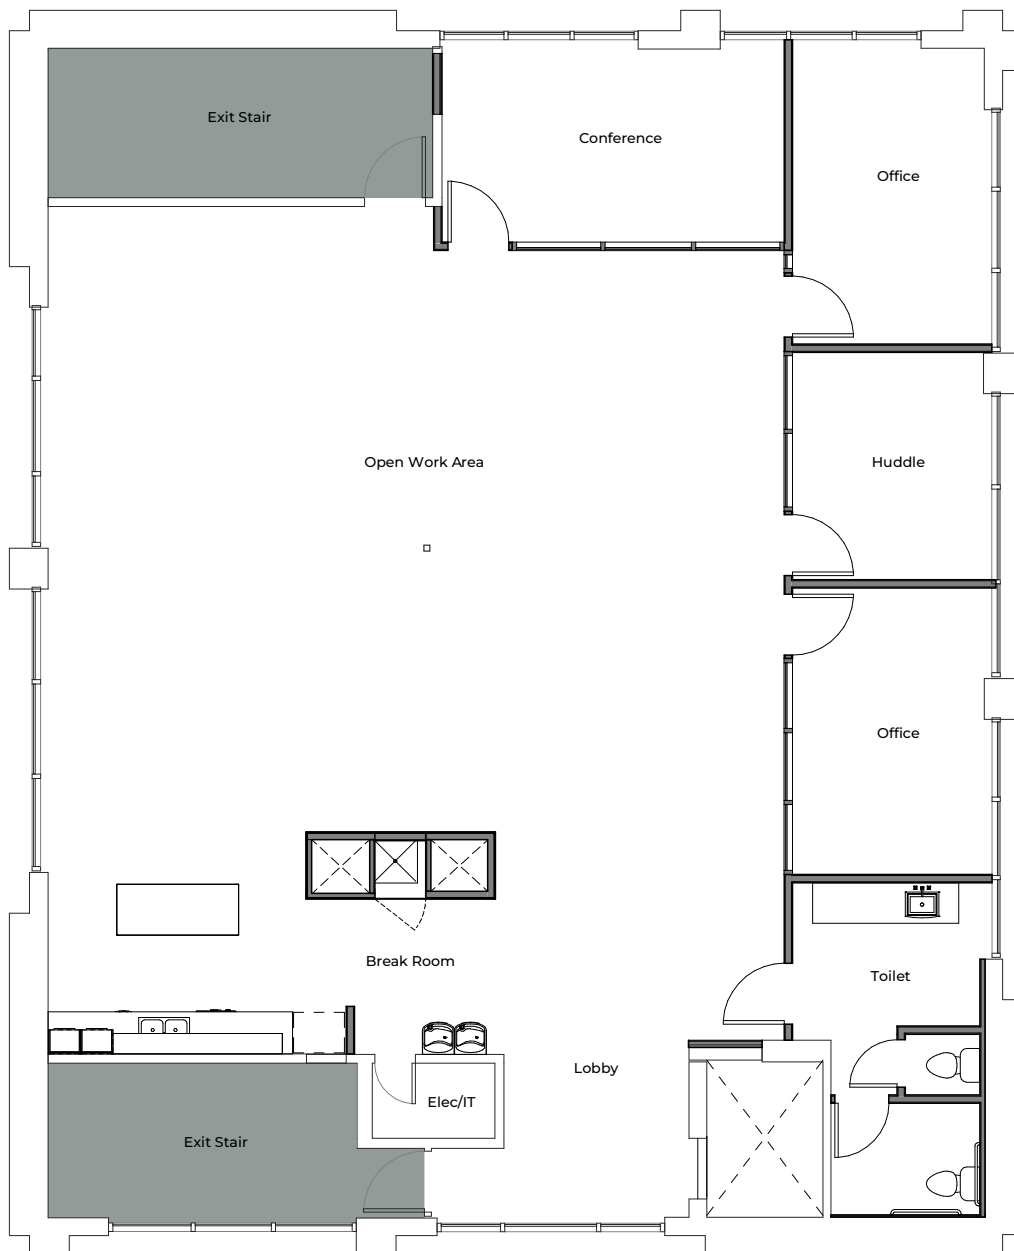 Exit Stair
Conference
Office
Open Work Area
Huddle
Office
Break Room
Toilet
Lobby
Elec/IT
Exit Stair